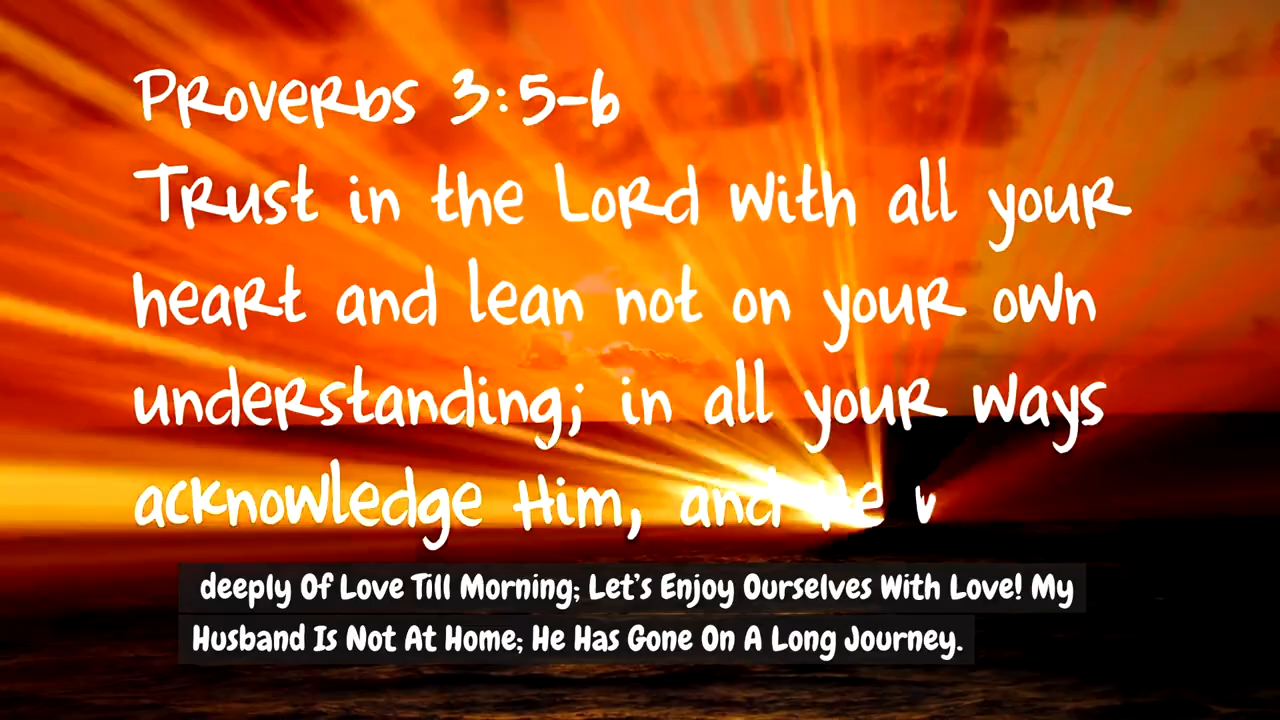 Proverbs 3:5-6
Trust in the Lord with all your
heart and lean not on your own
understanding; in all your ways
acknowledge Him, and He w
deeply Of Love Till Morning; Let's Enjoy Ourselves With Love! My
Husband Is Not At Home; He Has Gone On A Long Journey.